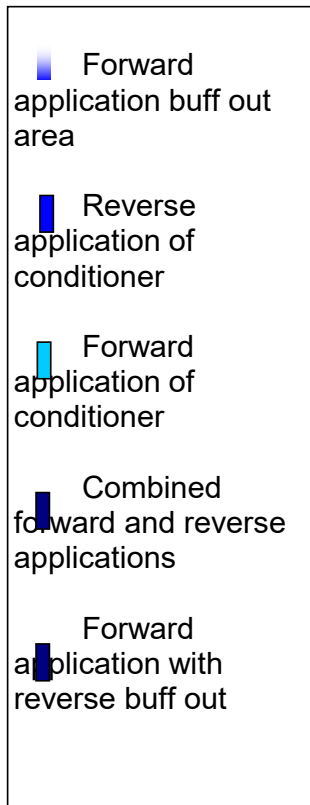 Forward
application buff out
area
Reverse
application of
conditioner
Forward
application of
conditioner
Combined
forward and reverse
applications
Forward
application with
reverse buff out